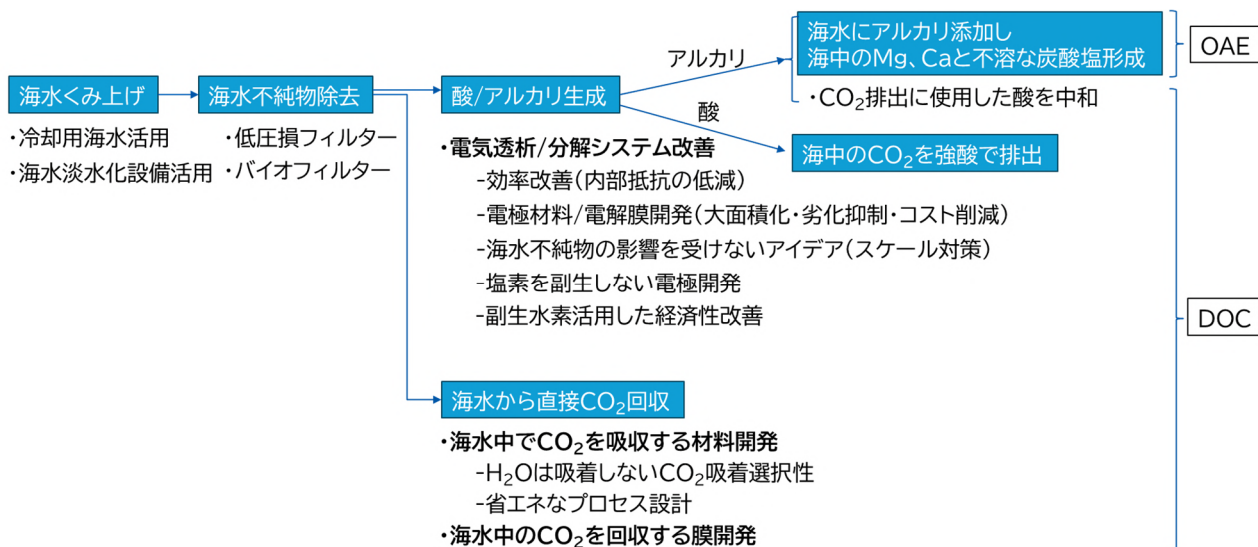 海水くみ上げ
・冷却用海水活用
・海水淡水化設備活用
海水不純物除去
・低圧損フィルター
・バイオフィルター
酸/アルカリ生成
・電気透析/分解システム改善
-効率改善(内部抵抗の低減)
-電極材料/電解膜開発(大面積化・劣化抑制・コスト削減)
-海水不純物の影響を受けないアイデア(スケール対策)
-塩素を副生しない電極開発
-副生水素活用した経済性改善
アルカリ
海水にアルカリ添加し
海中のMg、Caと不溶な炭酸塩形成
・CO₂排出に使用した酸を中和
酸
海中のCO₂を強酸で排出
海水から直接CO₂回収
・海水中でCO₂を吸収する材料開発
-H₂Oは吸着しないCO₂吸着選択性
-省エネなプロセス設計
・海水中のCO₂を回収する膜開発
OAE
DOC